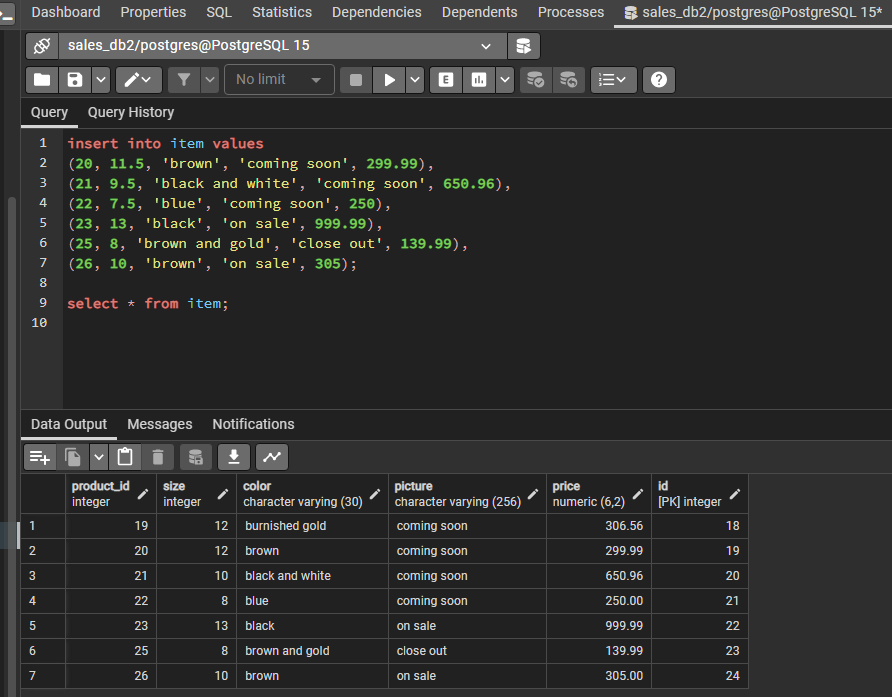 Dashboard Properties SQL Statistics Dependencies Dependents Processes sales_db2/postgres@PostgreSQL 15*
sales_db2/postgres@PostgreSQL 15
No limit E
Query Query History
1 insert into item values
2 (20, 11.5, 'brown', 'coming soon', 299.99),
3 (21, 9.5, 'black and white', 'coming soon', 650.96),
4 (22, 7.5, 'blue', 'coming soon', 250),
5 (23, 13, 'black', 'on sale', 999.99),
6 (25, 8, 'brown and gold', 'close out', 139.99),
7 (26, 10, 'brown', 'on sale', 305);
8
9 select * from item;
10
Data Output Messages Notifications
product_id size color picture price id
integer integer character varying (30) character varying (256) numeric (6,2) [PK] integer
1 19 12 burnished gold coming soon 306.56 18
2 20 12 brown coming soon 299.99 19
3 21 10 black and white coming soon 650.96 20
4 22 8 blue coming soon 250.00 21
5 23 13 black on sale 999.99 22
6 25 8 brown and gold close out 139.99 23
7 26 10 brown on sale 305.00 24